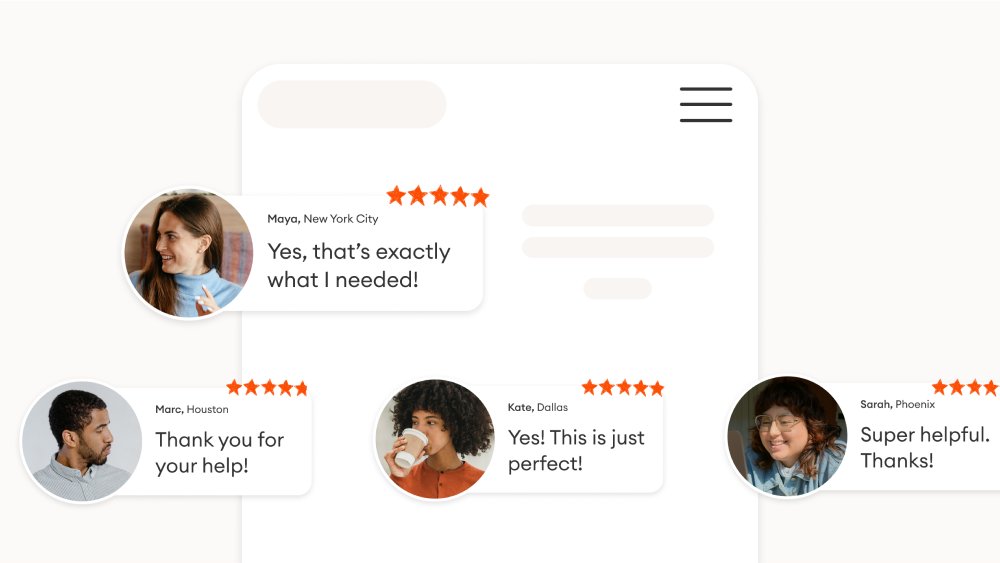 Maya, New York City
Yes, that’s exactly
what I needed!
Marc, Houston
Thank you for
your help!
Kate, Dallas
Yes! This is just
perfect!
Sarah, Phoenix
Super helpful.
Thanks!